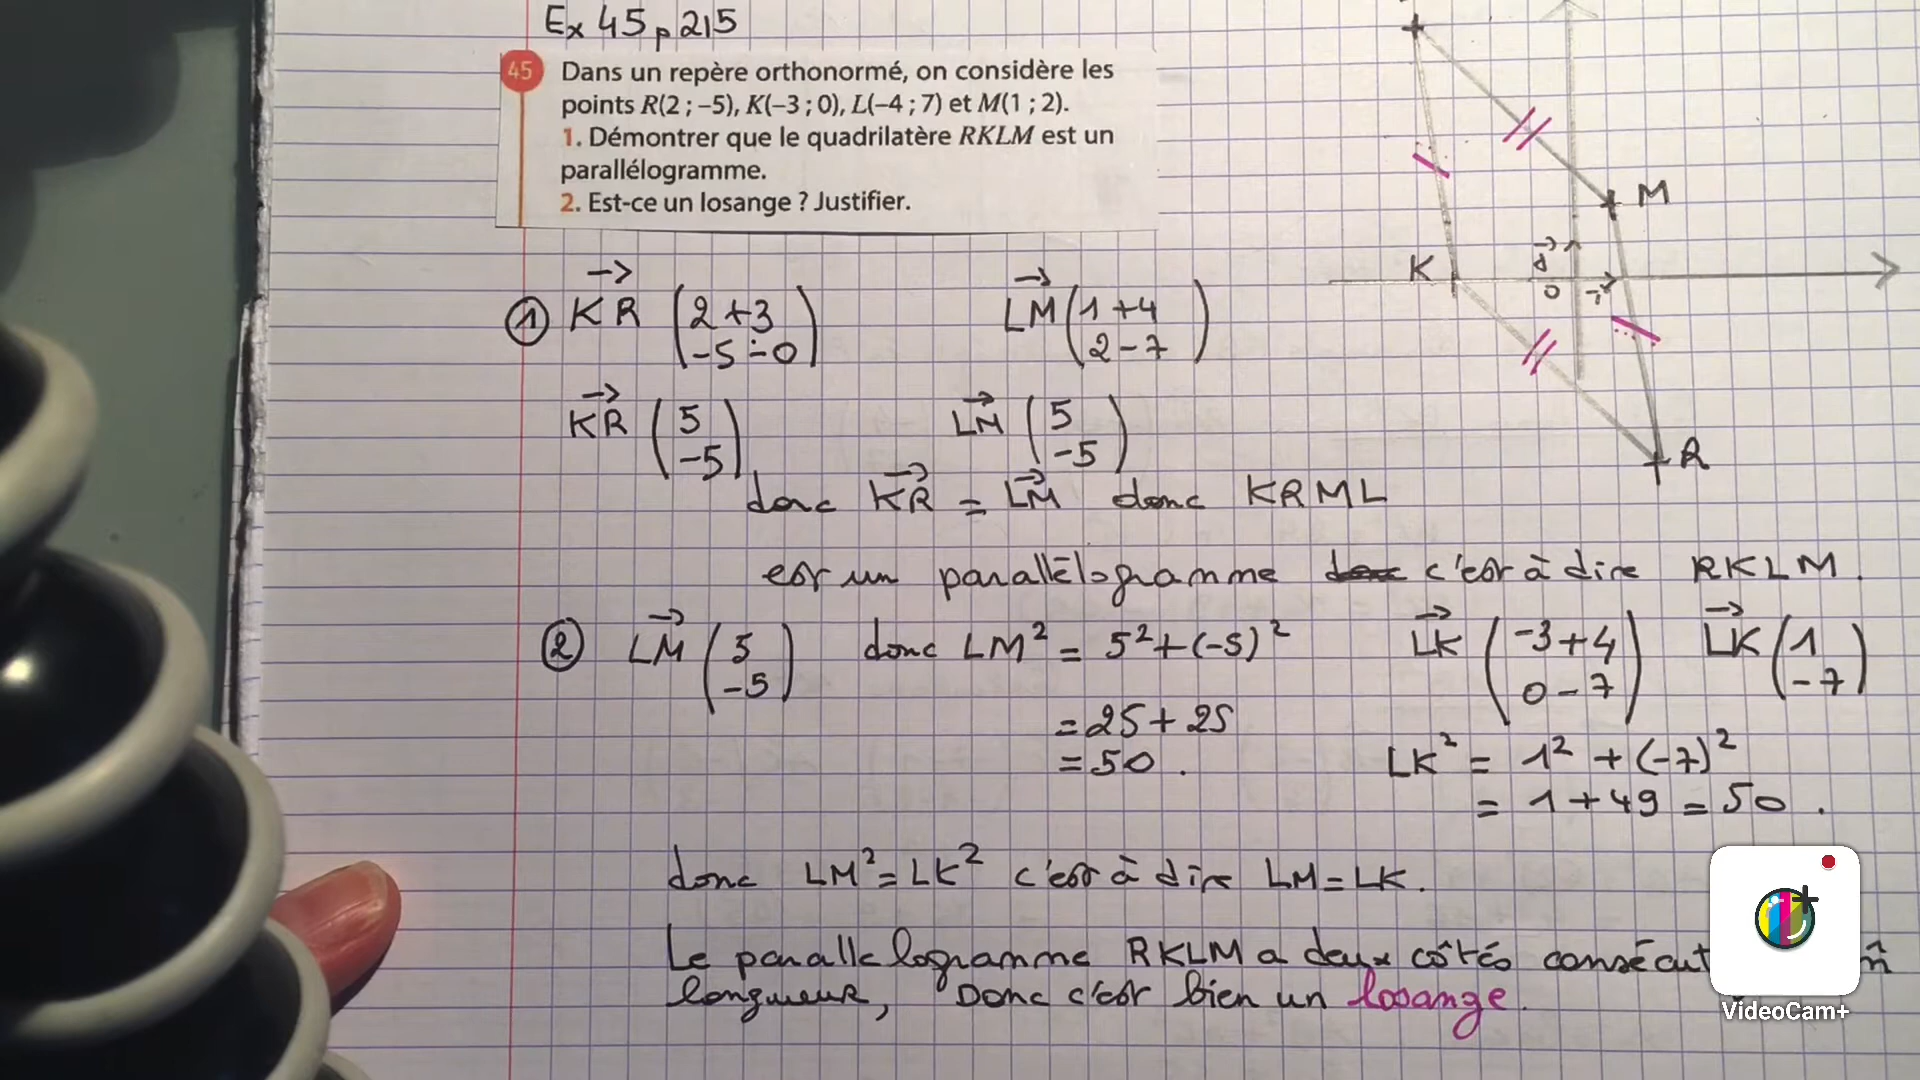 Ex 45 p 215
45 Dans un repère orthonormé, on considère les
points R(2 ; −5), K(−3 ; 0), L(−4 ; 7) et M(1 ; 2).
1. Démontrer que le quadrilatère RKLM est un
parallélogramme.
2. Est-ce un losange ? Justifier.
M
K
O
R
① KR→ (2+3 ; -5-0) LM→ (1+4 ; 2-7)
KR→ (5 ; -5) LM→ (5 ; -5)
donc KR→ = LM→ donc KRML
est un parallélogramme donc c'est à dire RKLM.
② LM→ (5 ; -5) donc LM² = 5²+(-5)² LK→ (-3+4 ; 0-7) LK→ (1 ; -7)
= 25+25
= 50.
LK² = 1² + (-7)²
= 1+49 = 50.
donc LM² = LK² c'est à dire LM = LK.
Le parallelogramme RKLM a deux côtés consécut
longueur, Donc c'est bien un losange.
VideoCam+